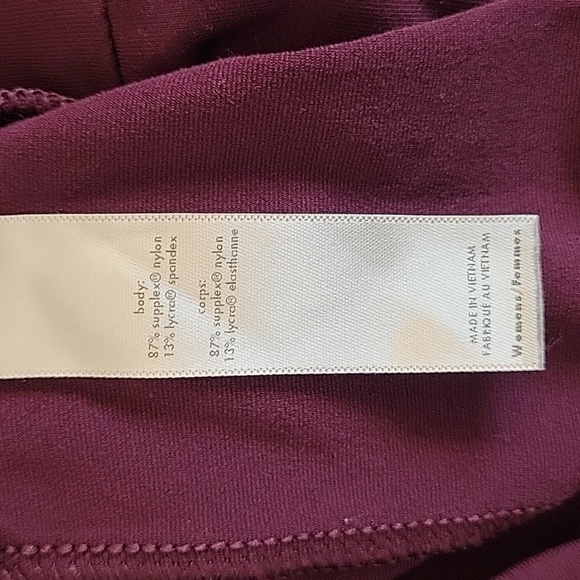 body:
87% supplex® nylon
13% lycra® spandex
corps:
87% supplex® nylon
13% lycra® elasthanne
MADE IN VIETNAM
FABRIQUÉ AU VIETNAM
Womens/Femmes